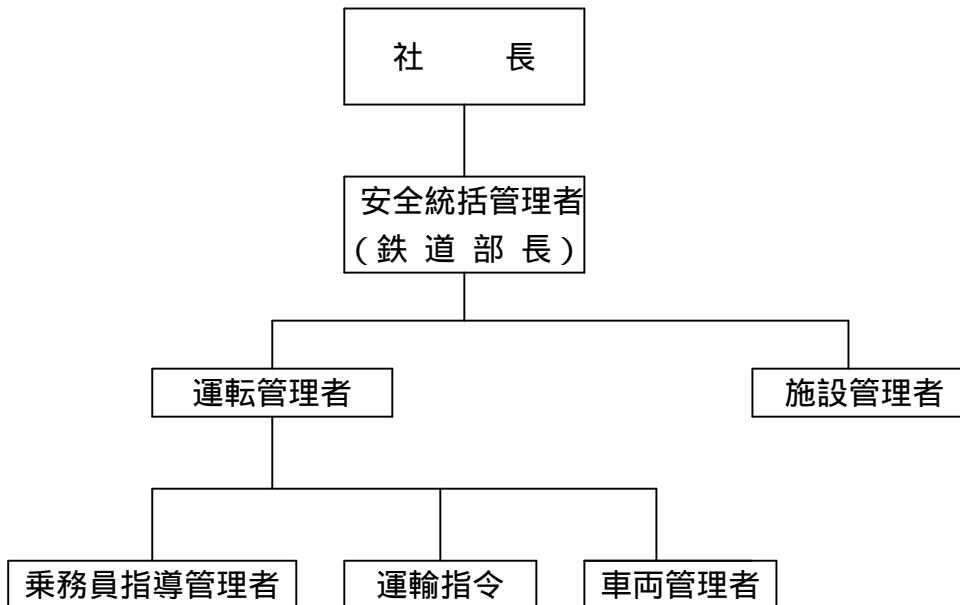 社　　長
安全統括管理者
（鉄 道 部 長）
運転管理者
施設管理者
乗務員指導管理者
運輸指令
車両管理者